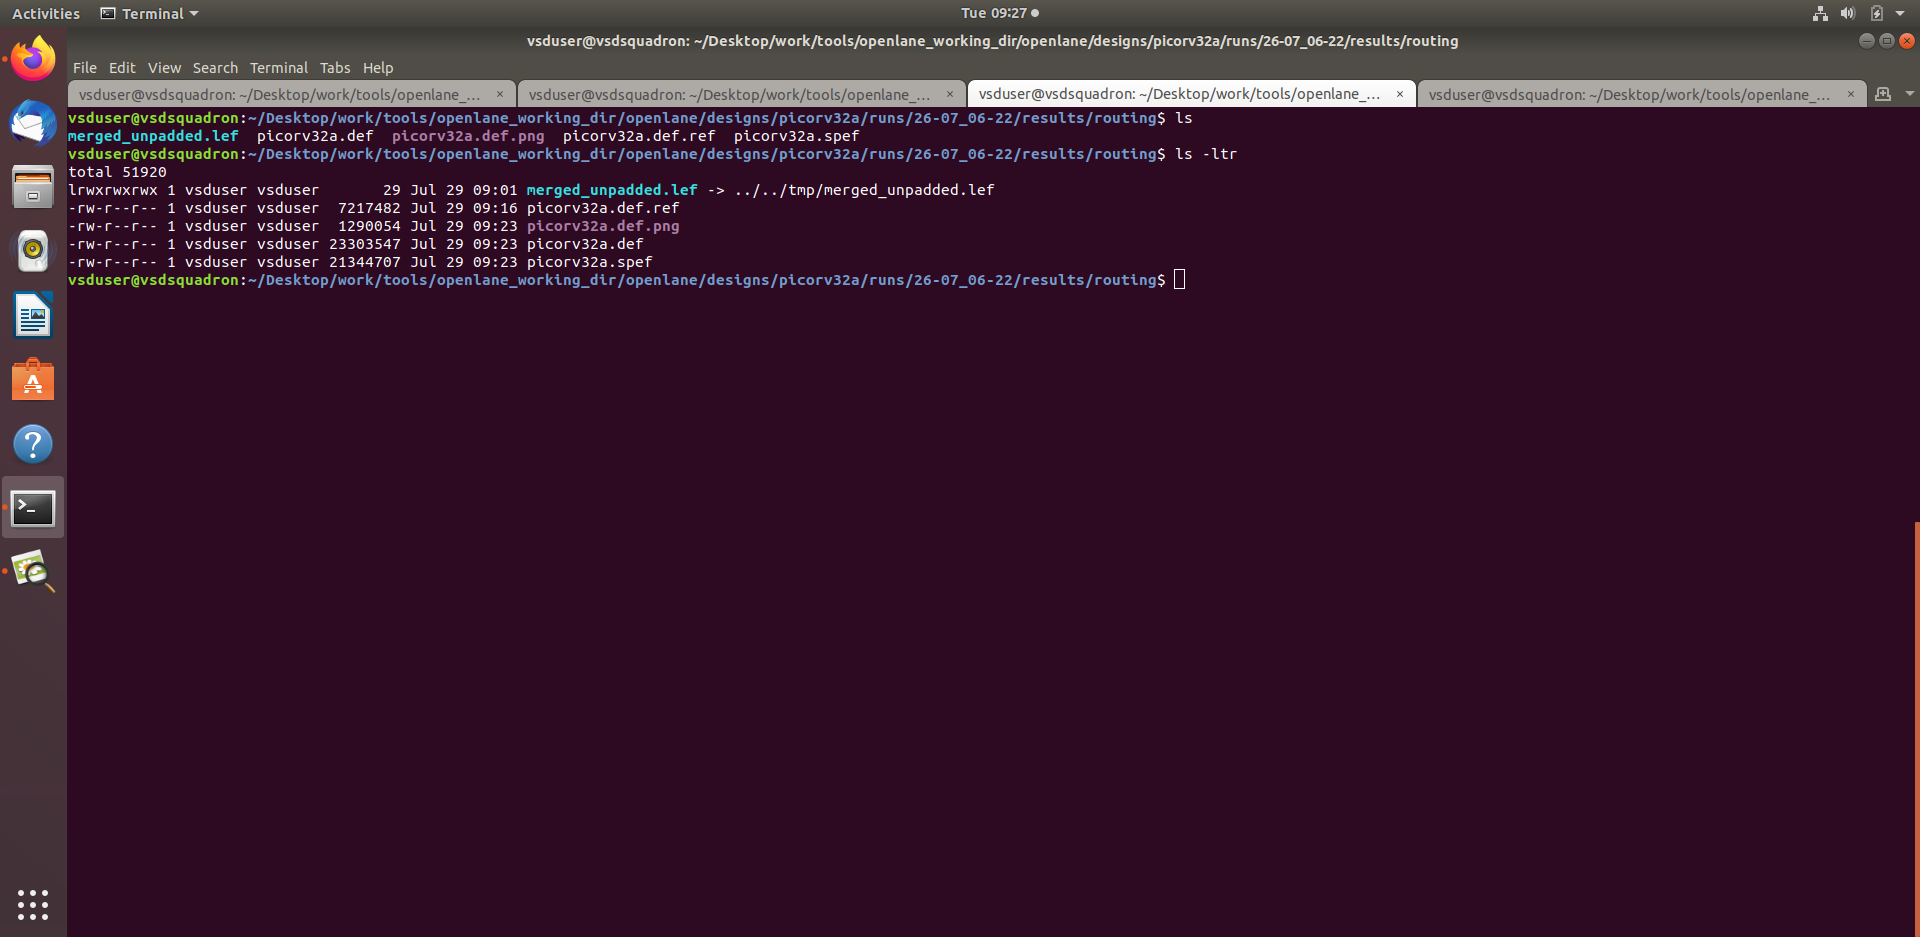 Activities Terminal Tue 09:27
vsduser@vsdsquadron: ~/Desktop/work/tools/openlane_working_dir/openlane/designs/picorv32a/runs/26-07_06-22/results/routing
File Edit View Search Terminal Tabs Help
vsduser@vsdsquadron: ~/Desktop/work/tools/openlane_... × vsduser@vsdsquadron: ~/Desktop/work/tools/openlane_... × vsduser@vsdsquadron: ~/Desktop/work/tools/openlane_... × vsduser@vsdsquadron: ~/Desktop/work/tools/openlane_... ×
vsduser@vsdsquadron:~/Desktop/work/tools/openlane_working_dir/openlane/designs/picorv32a/runs/26-07_06-22/results/routing$ ls
merged_unpadded.lef  picorv32a.def  picorv32a.def.png  picorv32a.def.ref  picorv32a.spef
vsduser@vsdsquadron:~/Desktop/work/tools/openlane_working_dir/openlane/designs/picorv32a/runs/26-07_06-22/results/routing$ ls -ltr
total 51920
lrwxrwxrwx 1 vsduser vsduser       29 Jul 29 09:01 merged_unpadded.lef -> ../../tmp/merged_unpadded.lef
-rw-r--r-- 1 vsduser vsduser  7217482 Jul 29 09:16 picorv32a.def.ref
-rw-r--r-- 1 vsduser vsduser  1290054 Jul 29 09:23 picorv32a.def.png
-rw-r--r-- 1 vsduser vsduser 23303547 Jul 29 09:23 picorv32a.def
-rw-r--r-- 1 vsduser vsduser 21344707 Jul 29 09:23 picorv32a.spef
vsduser@vsdsquadron:~/Desktop/work/tools/openlane_working_dir/openlane/designs/picorv32a/runs/26-07_06-22/results/routing$